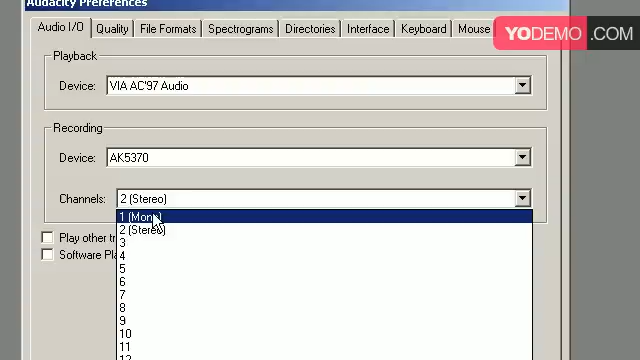 Audacity Preferences
YODEMO.COM
Audio I/O Quality File Formats Spectrograms Directories Interface Keyboard Mouse
Playback
Device: VIA AC'97 Audio
Recording
Device: AK5370
Channels: 2 (Stereo)
1 (Mono)
2 (Stereo)
Play other tr
3
4
Software Pla
5
6
7
8
9
10
11
12